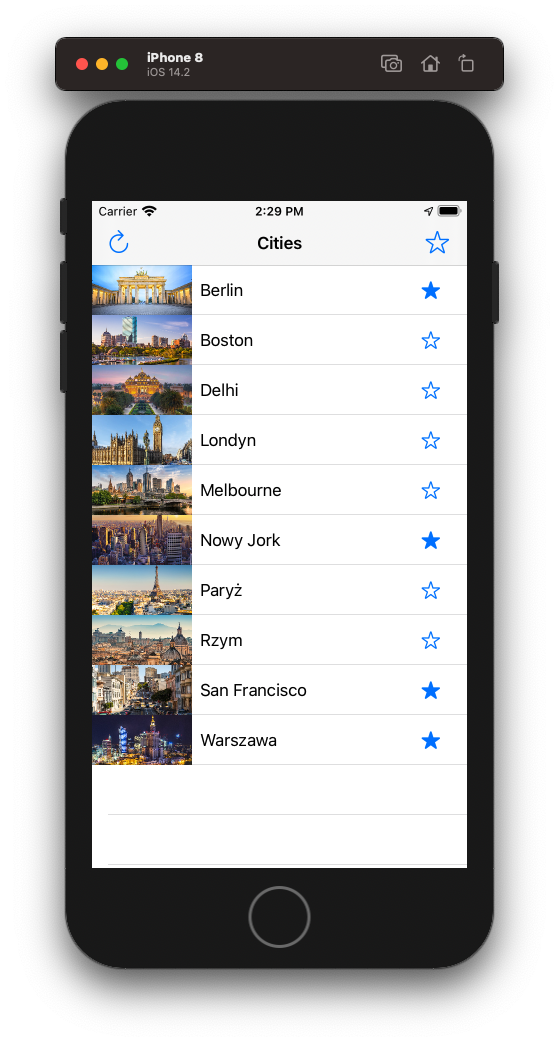 iPhone 8
iOS 14.2
Carrier 2:29 PM
Cities
Berlin
Boston
Delhi
Londyn
Melbourne
Nowy Jork
Paryż
Rzym
San Francisco
Warszawa